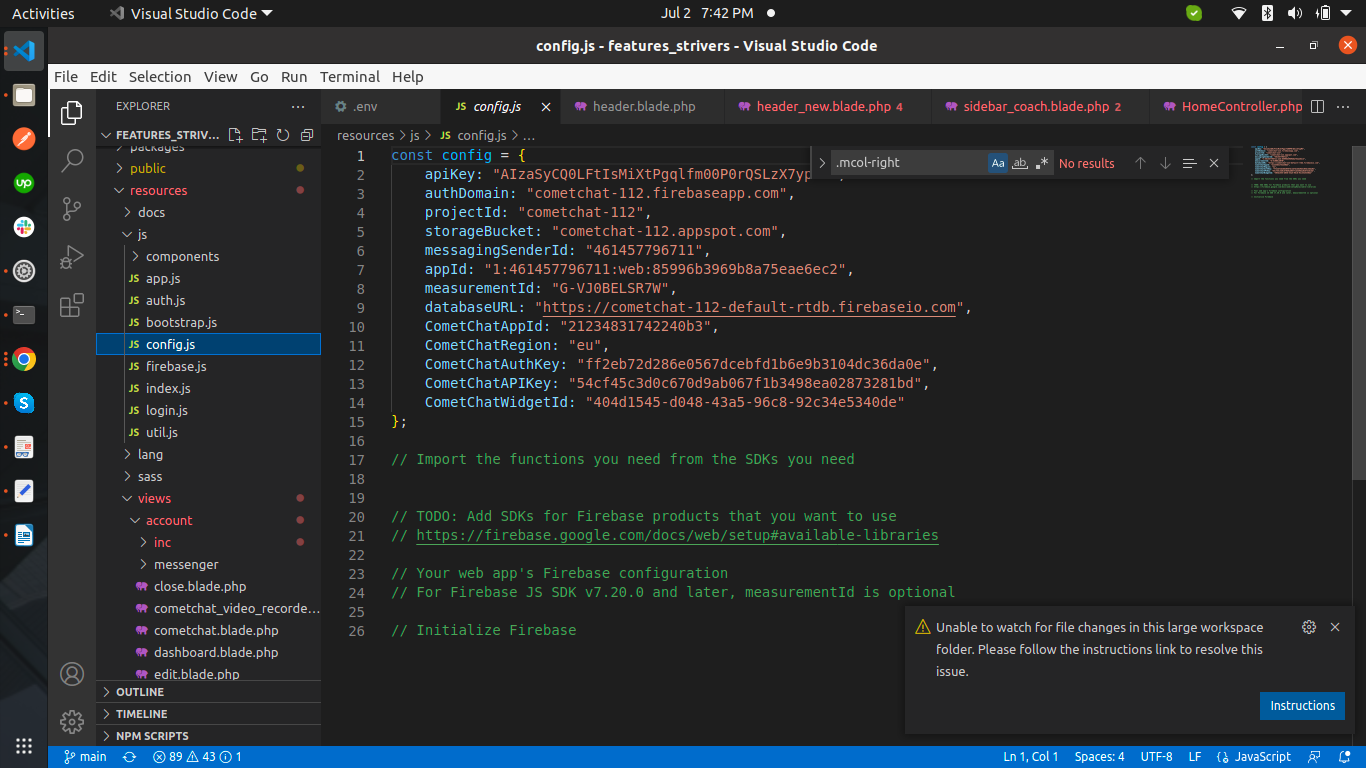 Activities
Visual Studio Code
Jul 2 7:42 PM
config.js - features_strivers - Visual Studio Code
File Edit Selection View Go Run Terminal Help
EXPLORER
.env
config.js
header.blade.php
header_new.blade.php 4
sidebar_coach.blade.php 2
HomeController.php
FEATURES_STRIV...
resources > js > JS config.js > ...
.mcol-right
Aa
ab
No results
packages
public
resources
docs
js
components
JS app.js
JS auth.js
JS bootstrap.js
JS config.js
JS firebase.js
JS index.js
JS login.js
JS util.js
lang
sass
views
account
inc
messenger
close.blade.php
cometchat_video_recorde...
cometchat.blade.php
dashboard.blade.php
edit.blade.php
OUTLINE
TIMELINE
NPM SCRIPTS
1 const config = {
2 apiKey:
3 authDomain: "cometchat-112.firebaseapp.com",
4 projectId: "cometchat-112",
5 storageBucket: "cometchat-112.appspot.com",
6 messagingSenderId: "461457796711",
7 appId: "1:461457796711:web:85996b3969b8a75eae6ec2",
8 measurementId: "G-VJ0BELSR7W",
9 databaseURL: "https://cometchat-112-default-rtdb.firebaseio.com",
10 CometChatAppId: "21234831742240b3",
11 CometChatRegion: "eu",
12 CometChatAuthKey: "ff2eb72d286e0567dcebfd1b6e9b3104dc36da0e",
13 CometChatAPIKey: "54cf45c3d0c670d9ab067f1b3498ea02873281bd",
14 CometChatWidgetId: "404d1545-d048-43a5-96c8-92c34e5340de"
15 };
16
17 // Import the functions you need from the SDKs you need
18
19
20 // TODO: Add SDKs for Firebase products that you want to use
21 // https://firebase.google.com/docs/web/setup#available-libraries
22
23 // Your web app's Firebase configuration
24 // For Firebase JS SDK v7.20.0 and later, measurementId is optional
25
26 // Initialize Firebase
Unable to watch for file changes in this large workspace
folder. Please follow the instructions link to resolve this
issue.
Instructions
main
89
43
1
Ln 1, Col 1
Spaces: 4
UTF-8
LF
{} JavaScript